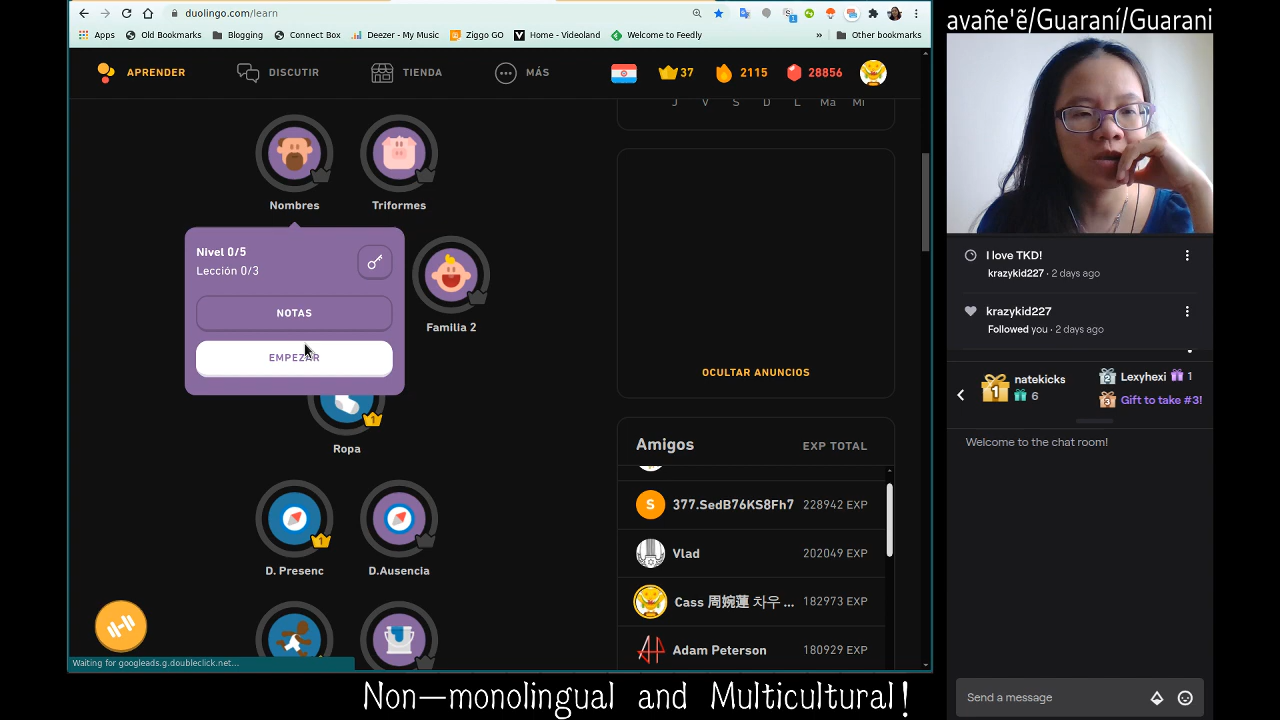 duolingo.com/learn
Apps Old Bookmarks Blogging Connect Box Deezer - My Music Ziggo GO Home - Videoland Welcome to Feedly » Other bookmarks
APRENDER DISCUTIR TIENDA MÁS 37 2115 28856
J V S D L Ma Mi
Nombres Triformes
Nivel 0/5
Lección 0/3
NOTAS
EMPEZAR
Familia 2
1
Ropa
1
D. Presenc D.Ausencia
OCULTAR ANUNCIOS
Amigos EXP TOTAL
S 377.SedB76KS8Fh7 228942 EXP
Vlad 202049 EXP
Cass 周婉蓮 차우 ... 182973 EXP
Adam Peterson 180929 EXP
Waiting for googleads.g.doubleclick.net...
avañe'ẽ/Guaraní/Guarani
I love TKD!
krazykid227 · 2 days ago
krazykid227
Followed you · 2 days ago
1 natekicks 6
2 Lexyhexi 1
3 Gift to take #3!
Welcome to the chat room!
Send a message
Non-monolingual and Multicultural!